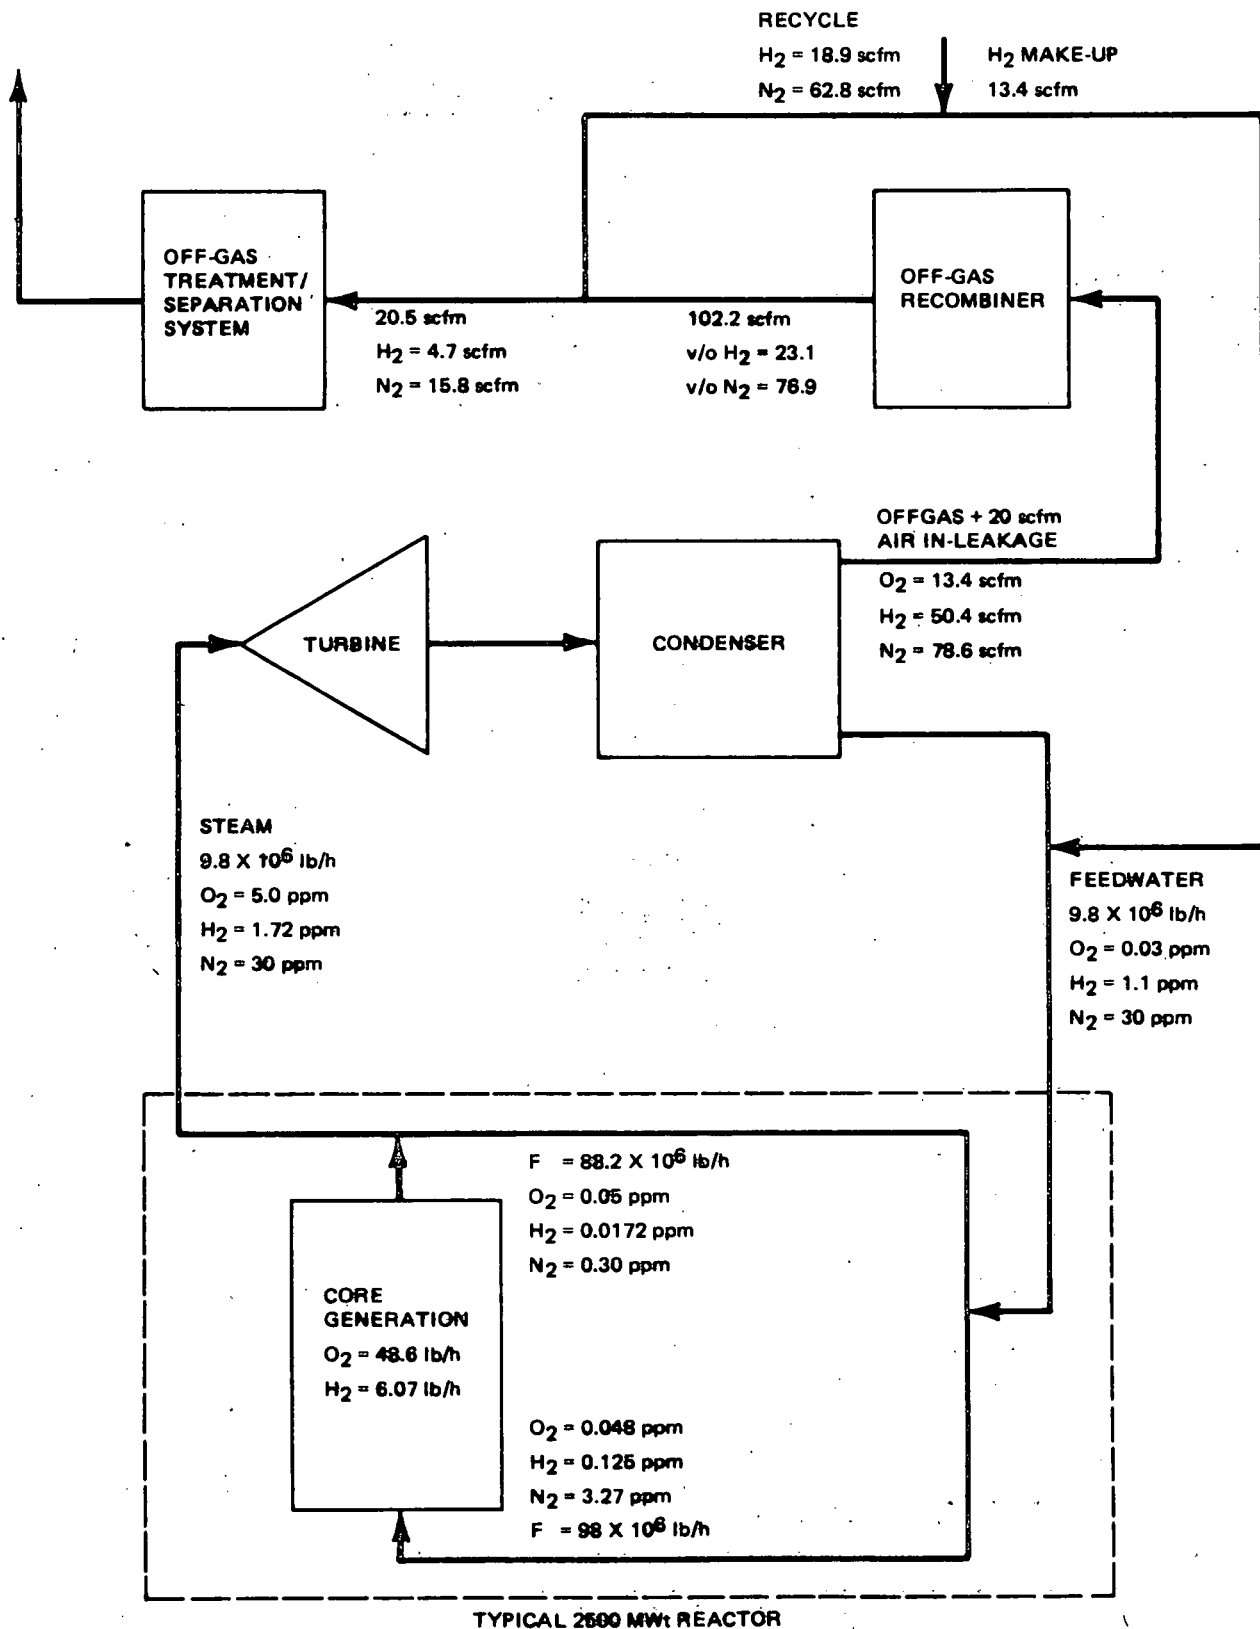 RECYCLE
H2 = 18.9 scfm
N2 = 62.8 scfm
H2 MAKE-UP
13.4 scfm
OFF-GAS
TREATMENT/
SEPARATION
SYSTEM
OFF-GAS
RECOMBINER
20.5 scfm
H2 = 4.7 scfm
N2 = 15.8 scfm
102.2 scfm
v/o H2 = 23.1
v/o N2 = 76.9
OFFGAS + 20 scfm
AIR IN-LEAKAGE
O2 = 13.4 scfm
H2 = 50.4 scfm
N2 = 78.6 scfm
TURBINE
CONDENSER
STEAM
9.8 X 10^6 lb/h
O2 = 5.0 ppm
H2 = 1.72 ppm
N2 = 30 ppm
FEEDWATER
9.8 X 10^6 lb/h
O2 = 0.03 ppm
H2 = 1.1 ppm
N2 = 30 ppm
F = 88.2 X 10^6 lb/h
O2 = 0.05 ppm
H2 = 0.0172 ppm
N2 = 0.30 ppm
CORE
GENERATION
O2 = 48.6 lb/h
H2 = 6.07 lb/h
O2 = 0.048 ppm
H2 = 0.125 ppm
N2 = 3.27 ppm
F = 98 X 10^6 lb/h
TYPICAL 2500 MWt REACTOR